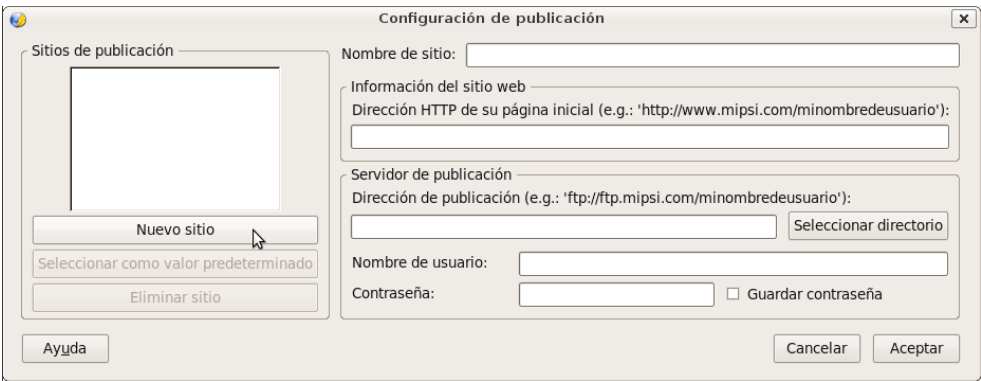 Configuración de publicación
Sitios de publicación
Nuevo sitio
Seleccionar como valor predeterminado
Eliminar sitio
Nombre de sitio:
Información del sitio web
Dirección HTTP de su página inicial (e.g.: 'http://www.mipsi.com/minombredeusuario'):
Servidor de publicación
Dirección de publicación (e.g.: 'ftp://ftp.mipsi.com/minombredeusuario'):
Seleccionar directorio
Nombre de usuario:
Contraseña:
Guardar contraseña
Ayuda
Cancelar
Aceptar